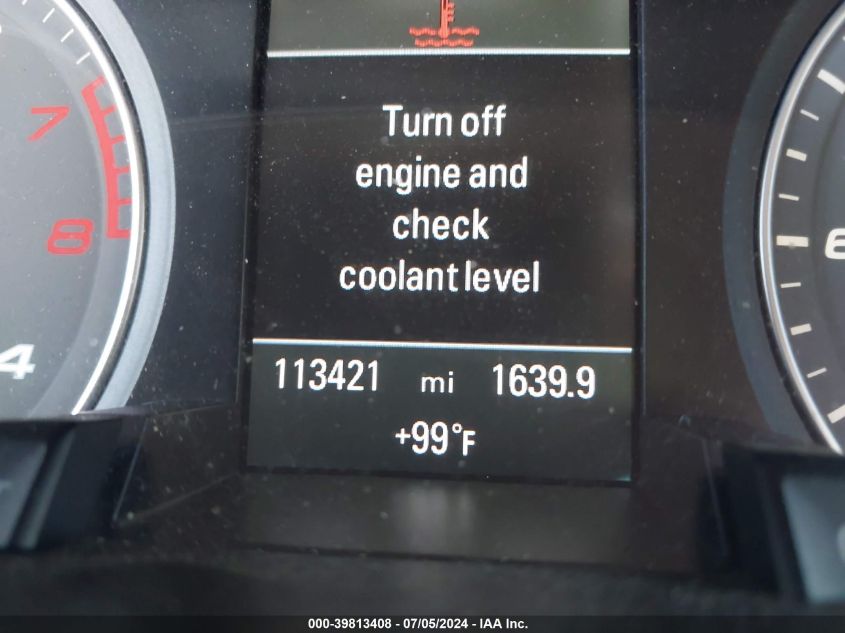 Turn off
engine and
check
coolant level
113421 mi 1639.9
+99°F
7
8
4
6
000-39813408 - 07/05/2024 - IAA Inc.